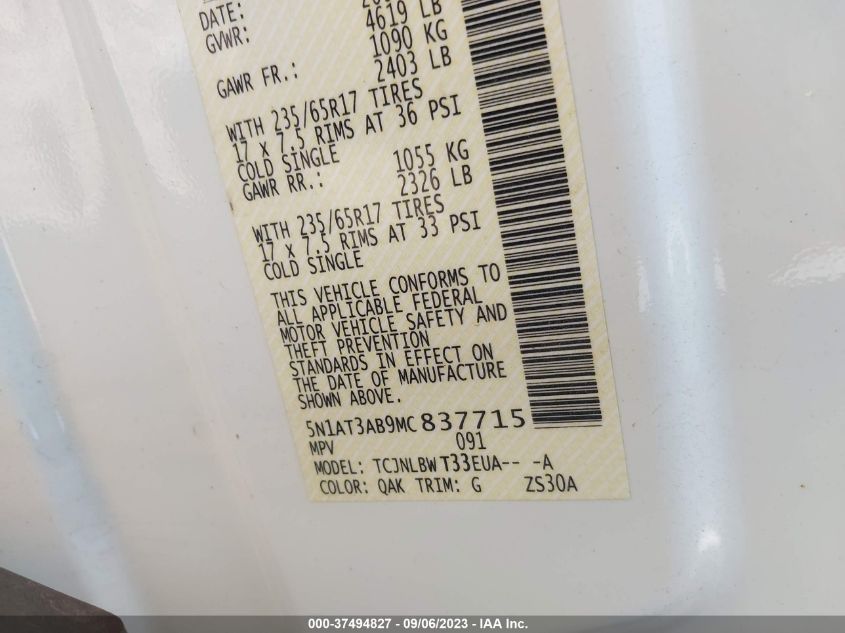 DATE:
GVWR: 4619 LB
1090 KG
GAWR FR.: 2403 LB
WITH 235/65R17 TIRES
17 X 7.5 RIMS AT 36 PSI
COLD SINGLE 1055 KG
GAWR RR.: 2326 LB
WITH 235/65R17 TIRES
17 X 7.5 RIMS AT 33 PSI
COLD SINGLE
THIS VEHICLE CONFORMS TO
ALL APPLICABLE FEDERAL
MOTOR VEHICLE SAFETY AND
THEFT PREVENTION
STANDARDS IN EFFECT ON
THE DATE OF MANUFACTURE
SHOWN ABOVE.
5N1AT3AB9MC 837715
MPV 091
MODEL: TCJNLBW T33EUA-- -A
COLOR: QAK TRIM: G ZS30A
000-37494827 - 09/06/2023 - IAA Inc.